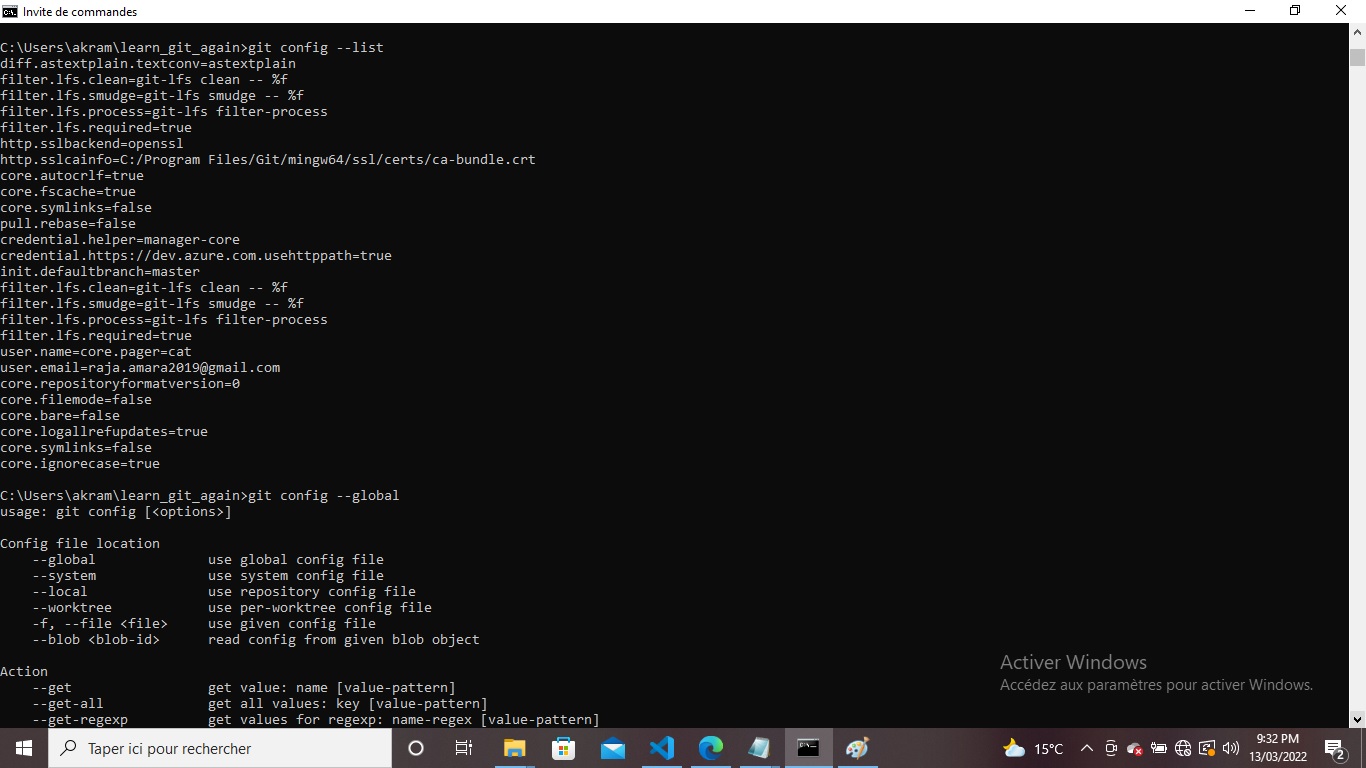 Invite de commandes
C:\Users\akram\learn_git_again>git config --list
diff.astextplain.textconv=astextplain
filter.lfs.clean=git-lfs clean -- %f
filter.lfs.smudge=git-lfs smudge -- %f
filter.lfs.process=git-lfs filter-process
filter.lfs.required=true
http.sslbackend=openssl
http.sslcainfo=C:/Program Files/Git/mingw64/ssl/certs/ca-bundle.crt
core.autocrlf=true
core.fscache=true
core.symlinks=false
pull.rebase=false
credential.helper=manager-core
credential.https://dev.azure.com.usehttppath=true
init.defaultbranch=master
filter.lfs.clean=git-lfs clean -- %f
filter.lfs.smudge=git-lfs smudge -- %f
filter.lfs.process=git-lfs filter-process
filter.lfs.required=true
user.name=core.pager=cat
user.email=raja.amara2019@gmail.com
core.repositoryformatversion=0
core.filemode=false
core.bare=false
core.logallrefupdates=true
core.symlinks=false
core.ignorecase=true
C:\Users\akram\learn_git_again>git config --global
usage: git config [<options>]
Config file location
--global use global config file
--system use system config file
--local use repository config file
--worktree use per-worktree config file
-f, --file <file> use given config file
--blob <blob-id> read config from given blob object
Action
--get get value: name [value-pattern]
--get-all get all values: key [value-pattern]
--get-regexp get values for regexp: name-regex [value-pattern]
Activer Windows
Accédez aux paramètres pour activer Windows.
Taper ici pour rechercher
15°C
9:32 PM
13/03/2022
2